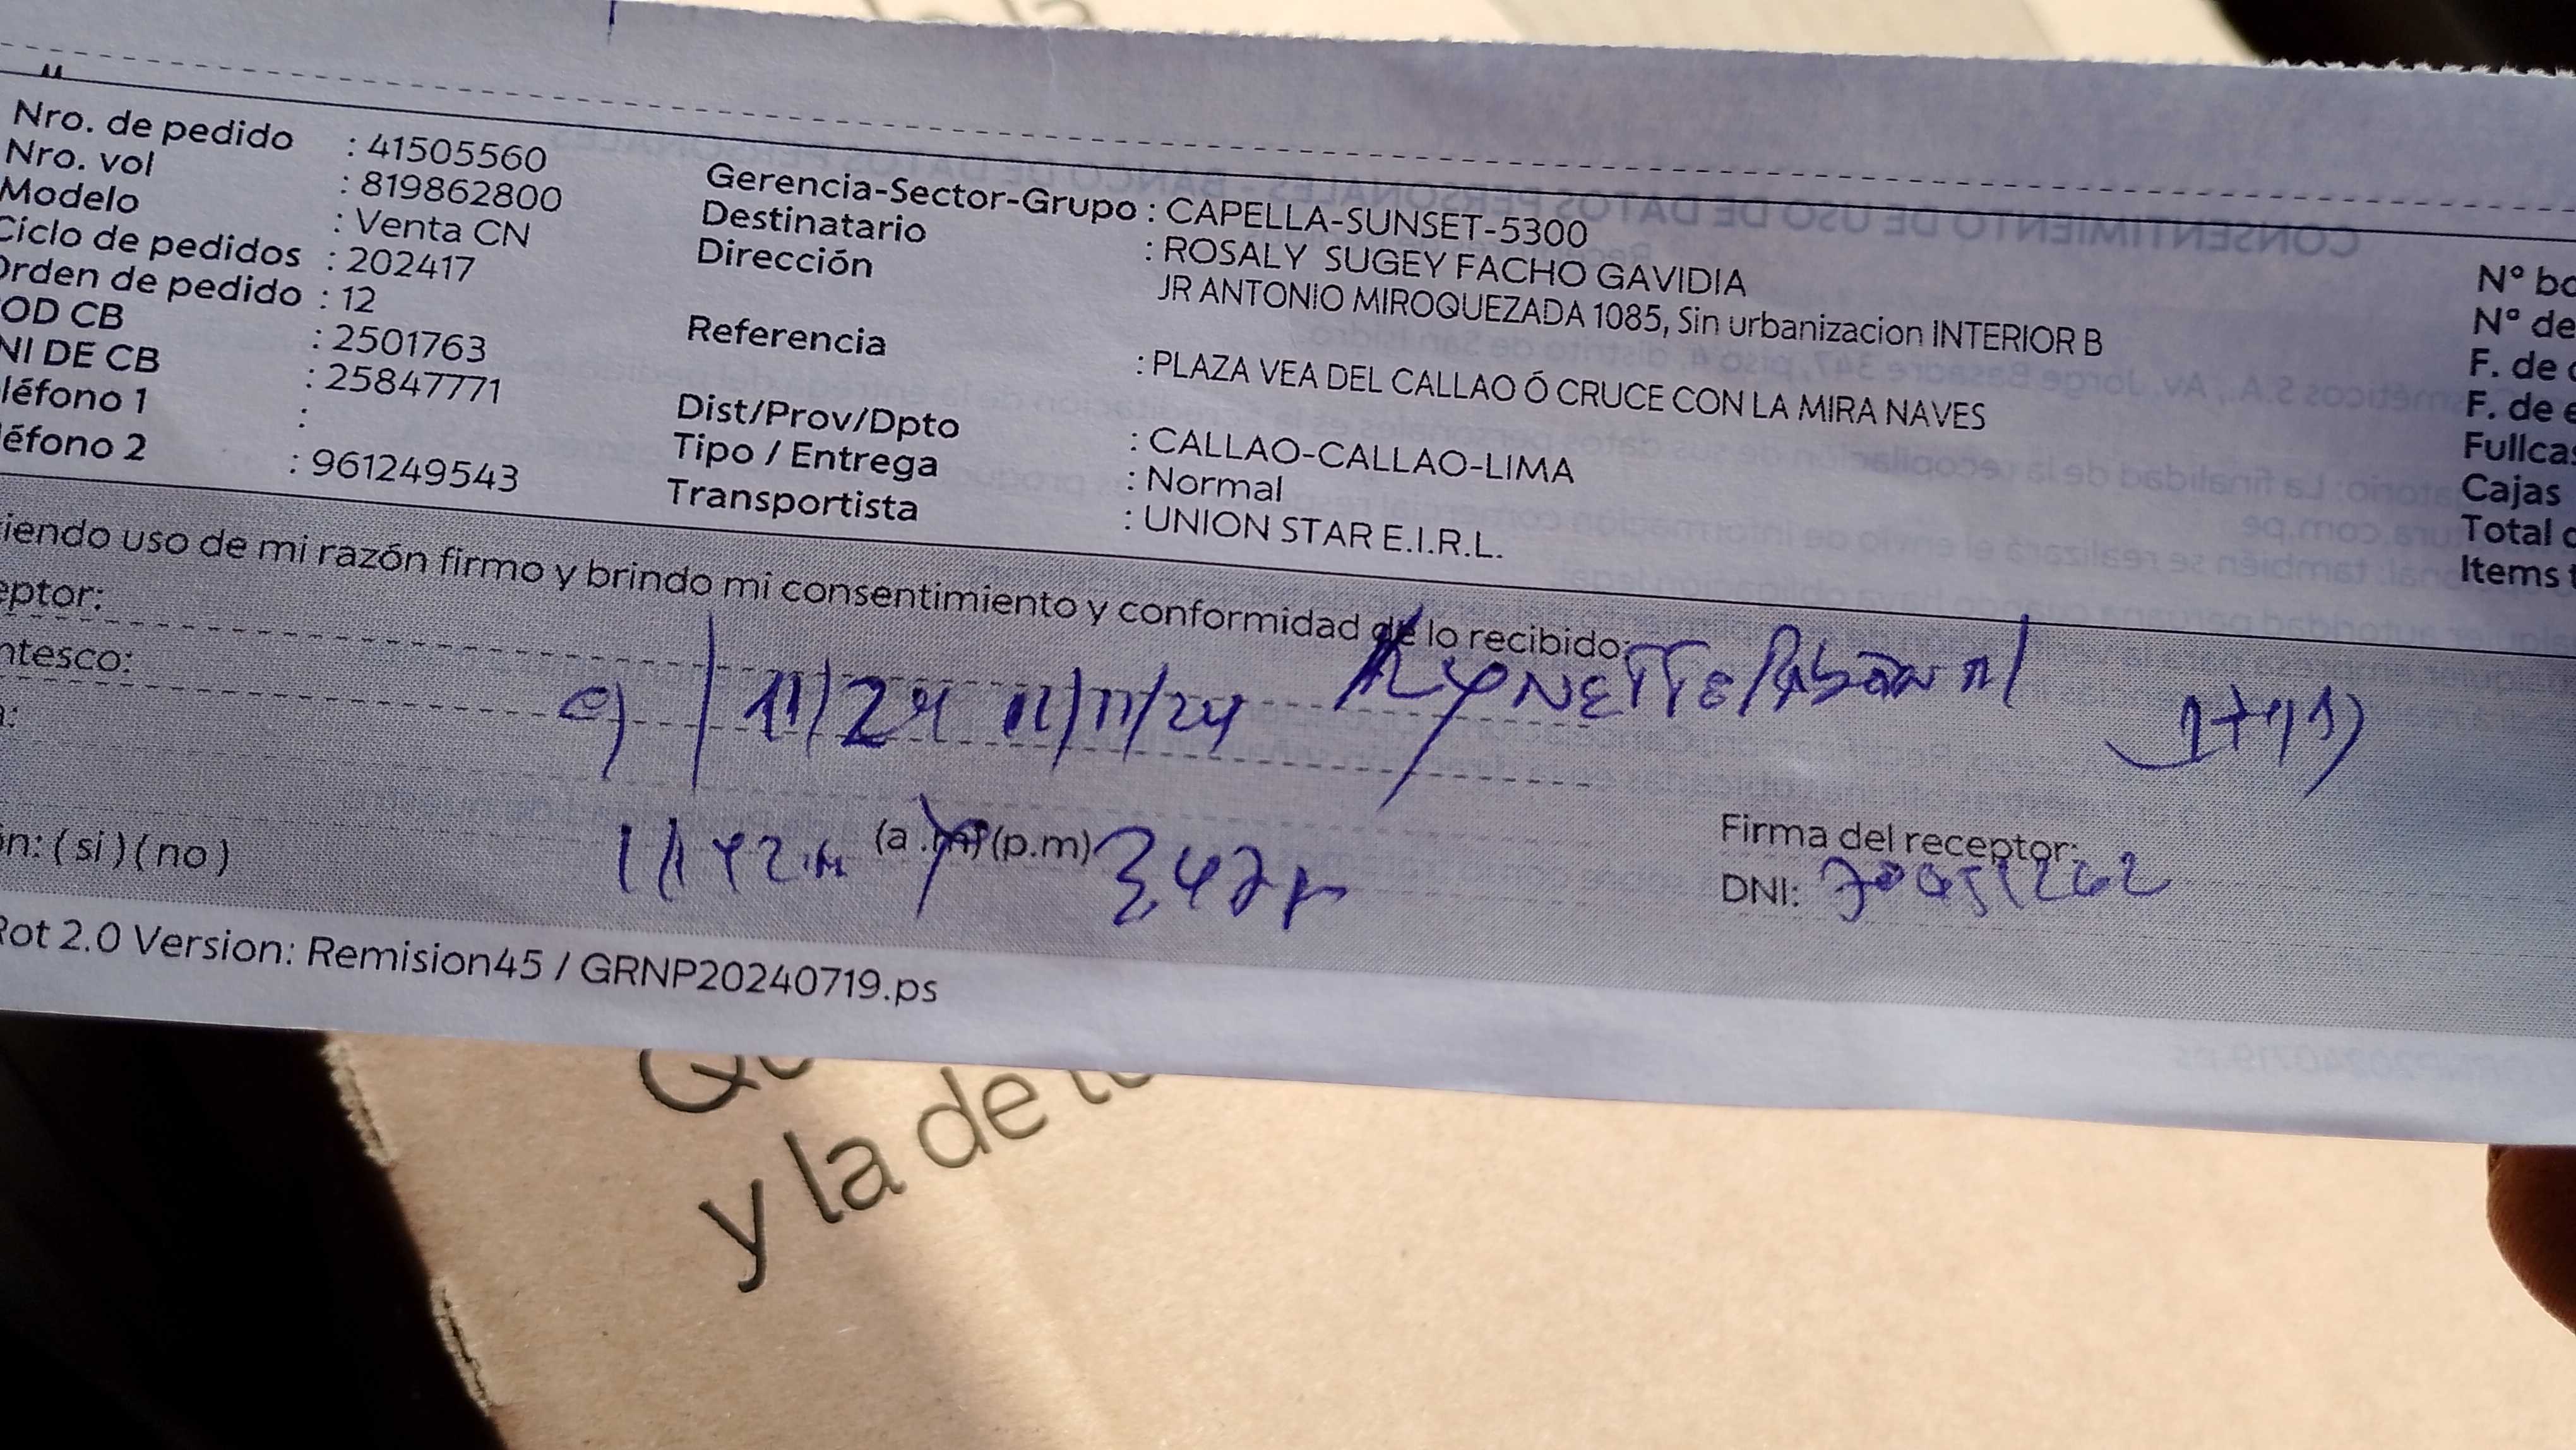 Nro. de pedido : 41505560
Nro. vol : 819862800
Modelo : Venta CN
Ciclo de pedidos : 202417
Orden de pedido : 12
OD CB : 2501763
NI DE CB : 25847771
léfono 1 :
éfono 2 : 961249543
Gerencia-Sector-Grupo : CAPELLA-SUNSET-5300
Destinatario : ROSALY SUGEY FACHO GAVIDIA
Dirección JR ANTONIO MIROQUEZADA 1085, Sin urbanizacion INTERIOR B
Referencia : PLAZA VEA DEL CALLAO Ó CRUCE CON LA MIRA NAVES
Dist/Prov/Dpto : CALLAO-CALLAO-LIMA
Tipo / Entrega : Normal
Transportista : UNION STAR E.I.R.L.
N° bo
N° de
F. de
F. de e
Fullcas
Cajas
Total
Items t
iendo uso de mi razón firmo y brindo mi consentimiento y conformidad de lo recibido:
eptor:
ntesco:
11/24 11/11/24
(a.m) (p.m) 3,47
ón: ( si ) ( no )
Firma del receptor:
DNI:
Rot 2.0 Version: Remision45 / GRNP20240719.ps
y la de